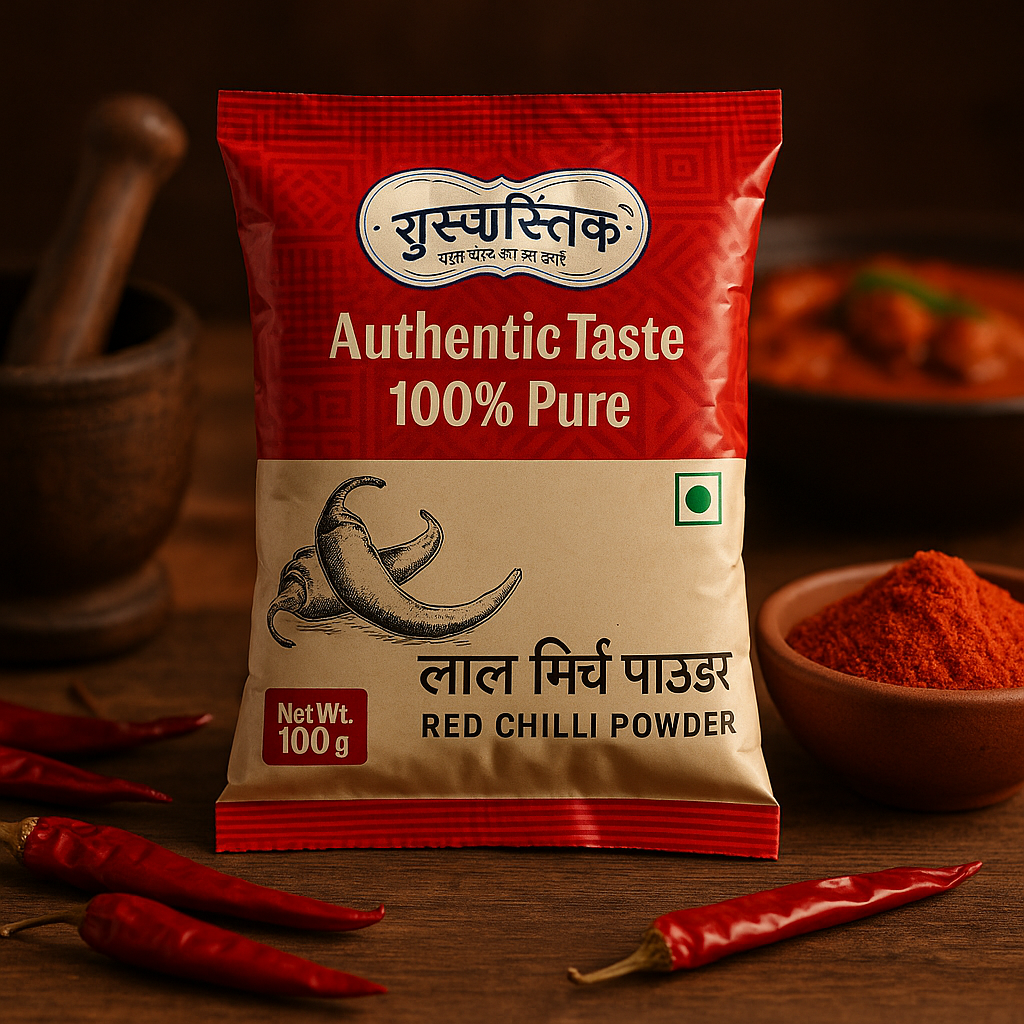 Authentic Taste
100% Pure
लाल मिर्च पाउडर
RED CHILLI POWDER
Net Wt.
100 g